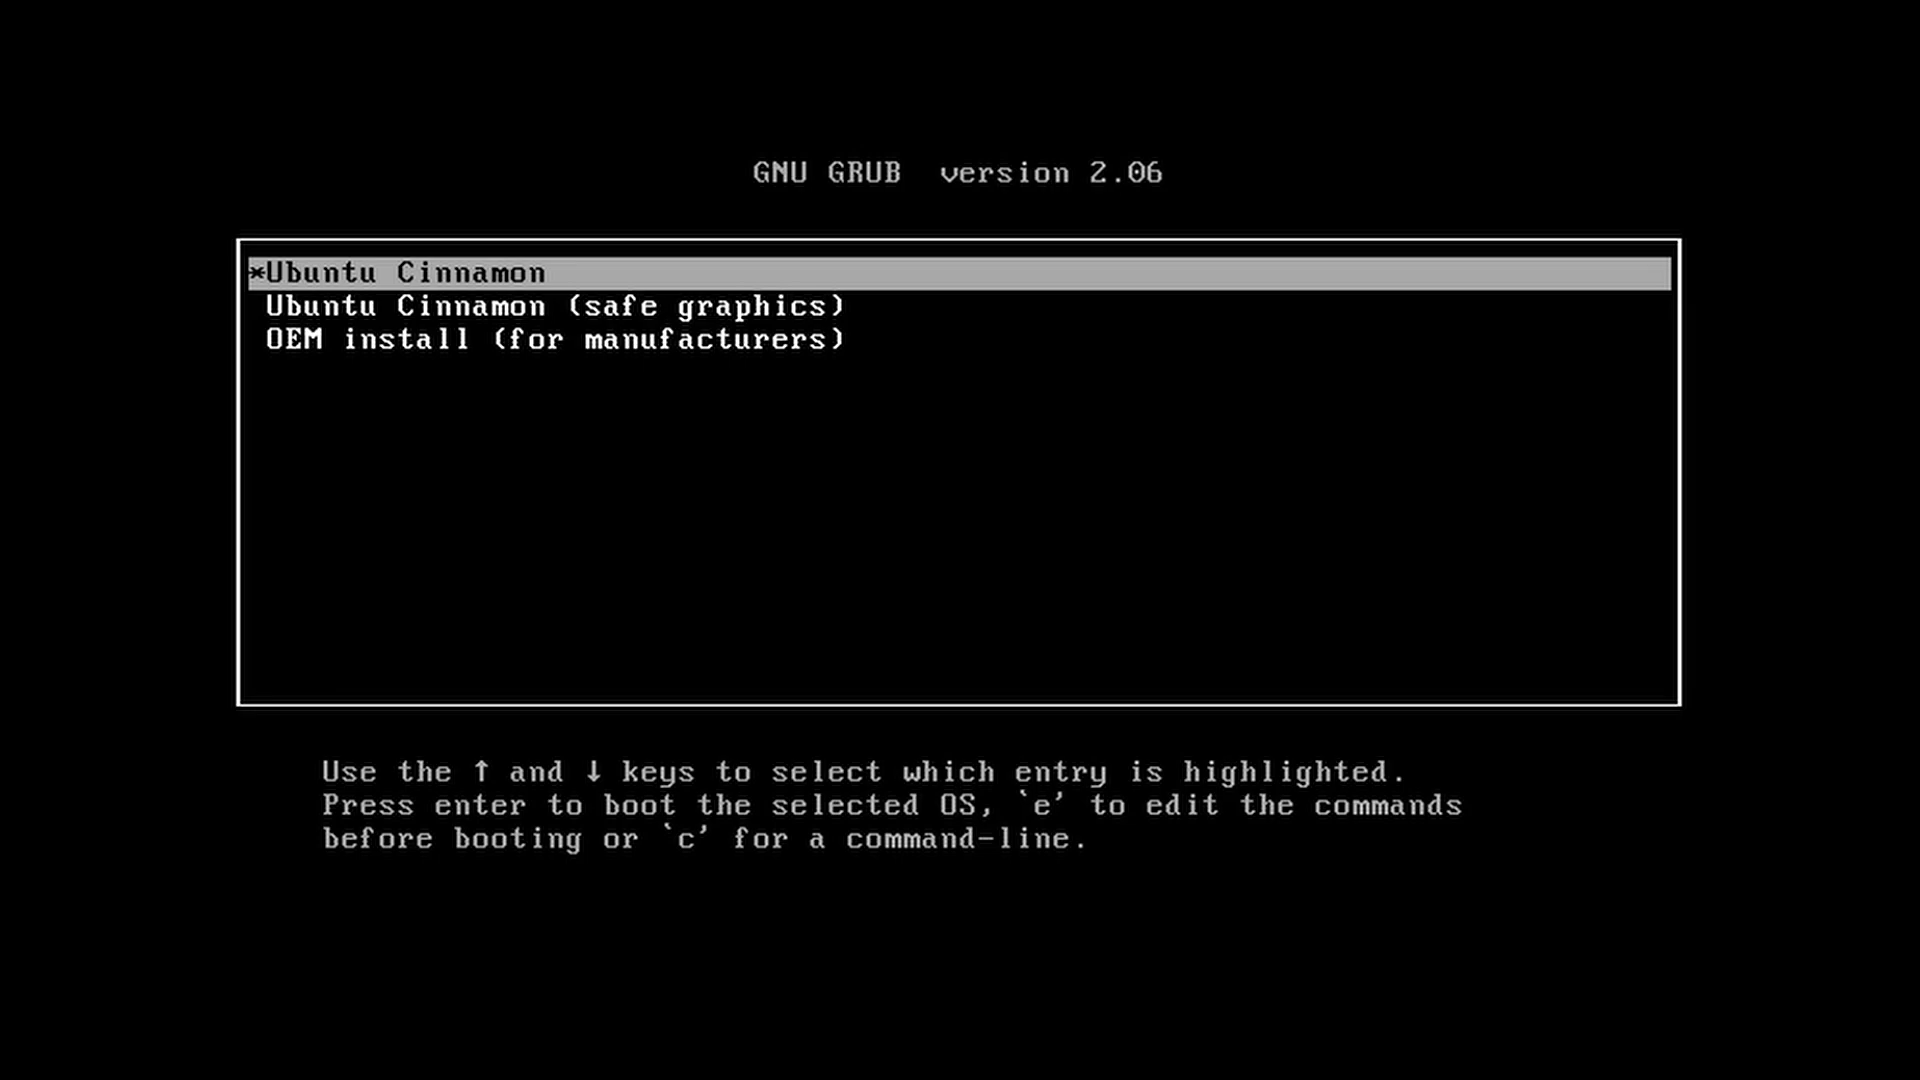 GNU GRUB  version 2.06
*Ubuntu Cinnamon
Ubuntu Cinnamon (safe graphics)
OEM install (for manufacturers)
Use the ↑ and ↓ keys to select which entry is highlighted.
Press enter to boot the selected OS, `e' to edit the commands
before booting or `c' for a command-line.